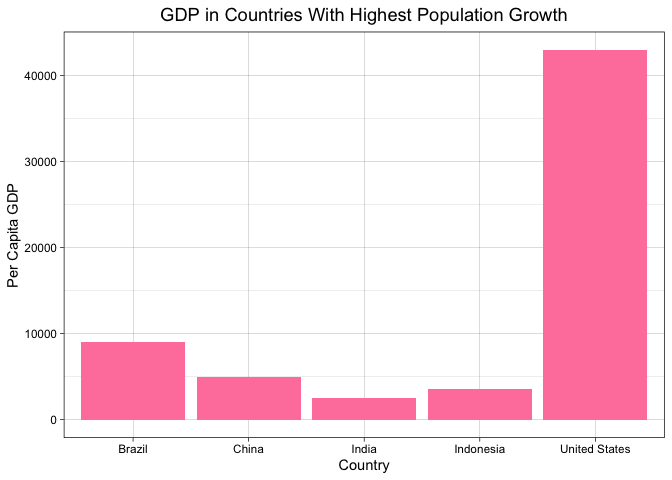 GDP in Countries With Highest Population Growth
Per Capita GDP
40000
30000
20000
10000
0
Brazil China India Indonesia United States
Country